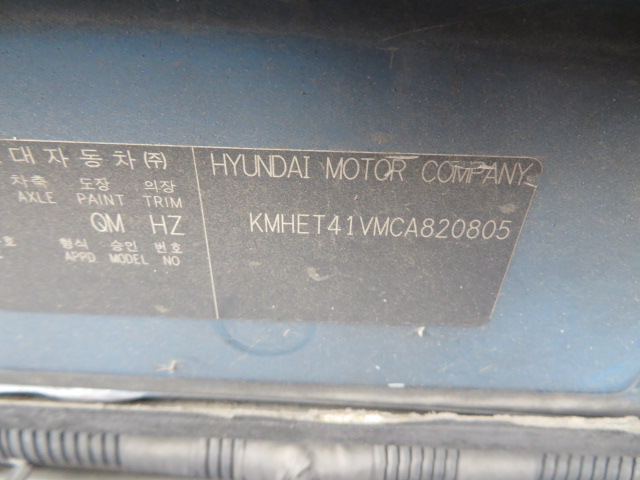 대자동차(주)
차축 도장 의장
AXLE PAINT TRIM
QM HZ
형식 승인 번호
APPD MODEL NO
HYUNDAI MOTOR COMPANY
KMHET41VMCA820805